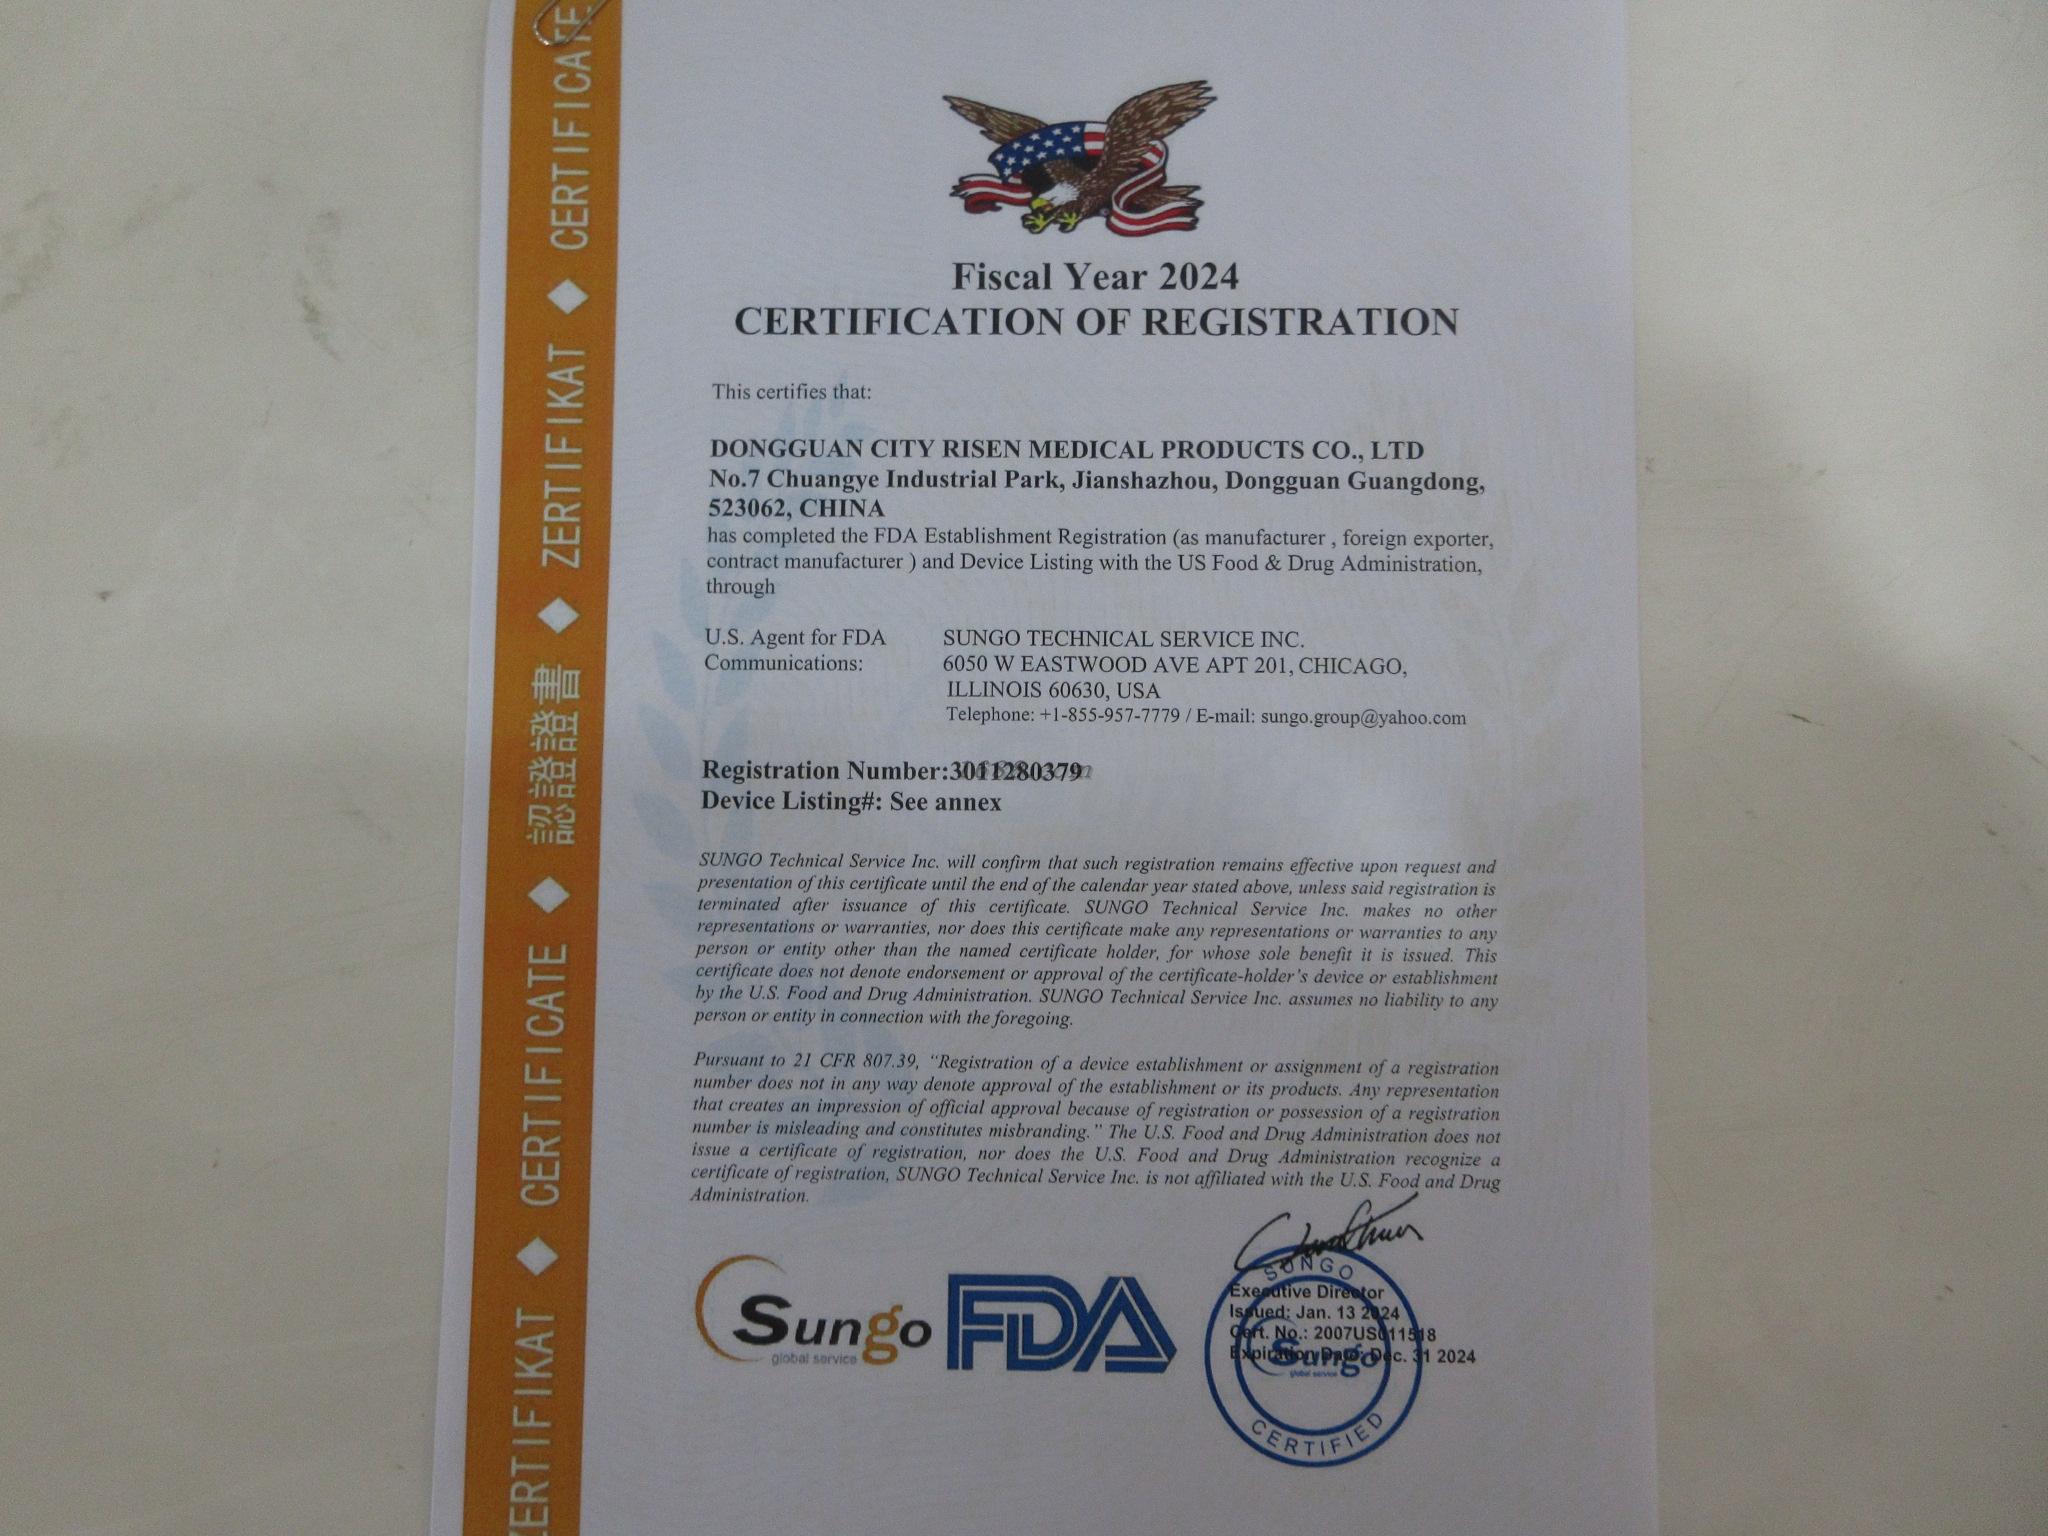 CERTIFICATE
ZERTIFIKAT
認證證書
CERTIFICATE
ZERTIFIKAT
Fiscal Year 2024
CERTIFICATION OF REGISTRATION
This certifies that:
DONGGUAN CITY RISEN MEDICAL PRODUCTS CO., LTD
No.7 Chuangye Industrial Park, Jianshazhou, Dongguan Guangdong,
523062, CHINA
has completed the FDA Establishment Registration (as manufacturer , foreign exporter,
contract manufacturer ) and Device Listing with the US Food & Drug Administration,
through
U.S. Agent for FDA SUNGO TECHNICAL SERVICE INC.
Communications: 6050 W EASTWOOD AVE APT 201, CHICAGO,
ILLINOIS 60630, USA
Telephone: +1-855-957-7779 / E-mail: sungo.group@yahoo.com
Registration Number:3011280379
Device Listing#: See annex
SUNGO Technical Service Inc. will confirm that such registration remains effective upon request and
presentation of this certificate until the end of the calendar year stated above, unless said registration is
terminated after issuance of this certificate. SUNGO Technical Service Inc. makes no other
representations or warranties, nor does this certificate make any representations or warranties to any
person or entity other than the named certificate holder, for whose sole benefit it is issued. This
certificate does not denote endorsement or approval of the certificate-holder's device or establishment
by the U.S. Food and Drug Administration. SUNGO Technical Service Inc. assumes no liability to any
person or entity in connection with the foregoing.
Pursuant to 21 CFR 807.39, “Registration of a device establishment or assignment of a registration
number does not in any way denote approval of the establishment or its products. Any representation
that creates an impression of official approval because of registration or possession of a registration
number is misleading and constitutes misbranding.” The U.S. Food and Drug Administration does not
issue a certificate of registration, nor does the U.S. Food and Drug Administration recognize a
certificate of registration, SUNGO Technical Service Inc. is not affiliated with the U.S. Food and Drug
Administration.
Sungo
global service
FDA
SUNGO
Executive Director
Issued: Jan. 13 2024
Cert. No.: 2007US011518
Expiration Date: Dec. 31 2024
Sungo
global service
CERTIFIED